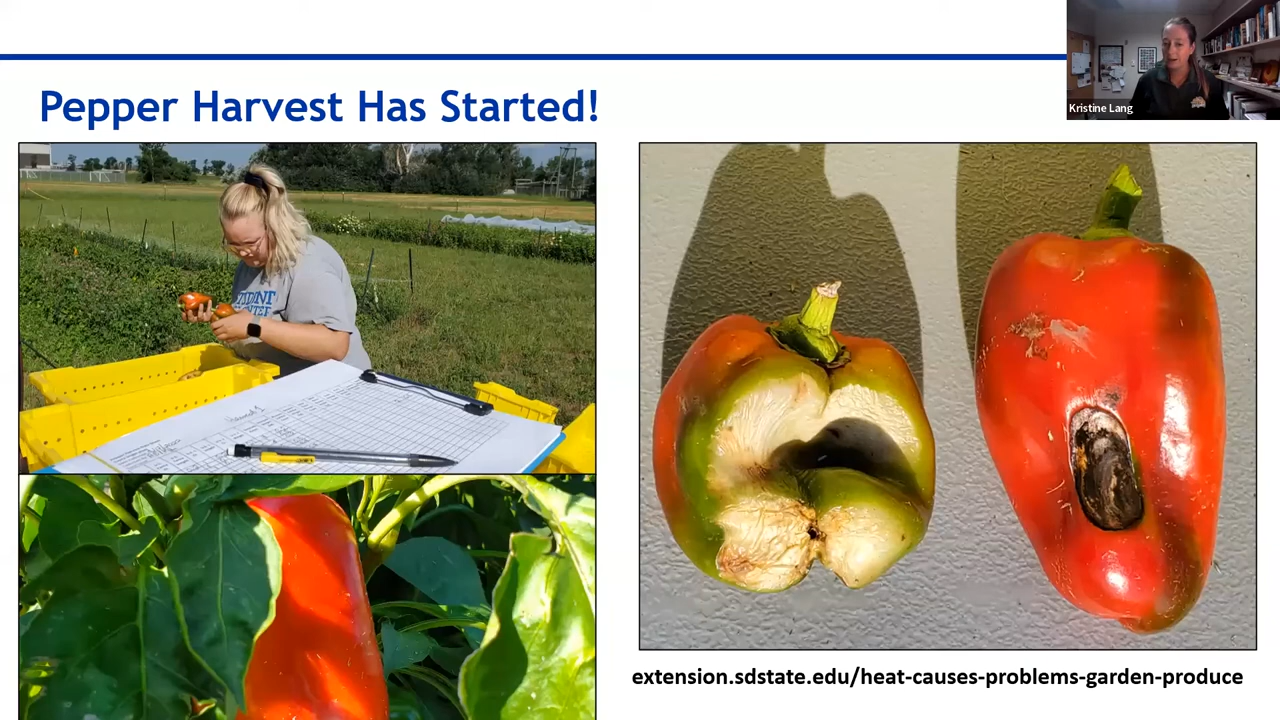 Kristine Lang
Pepper Harvest Has Started!
extension.sdstate.edu/heat-causes-problems-garden-produce